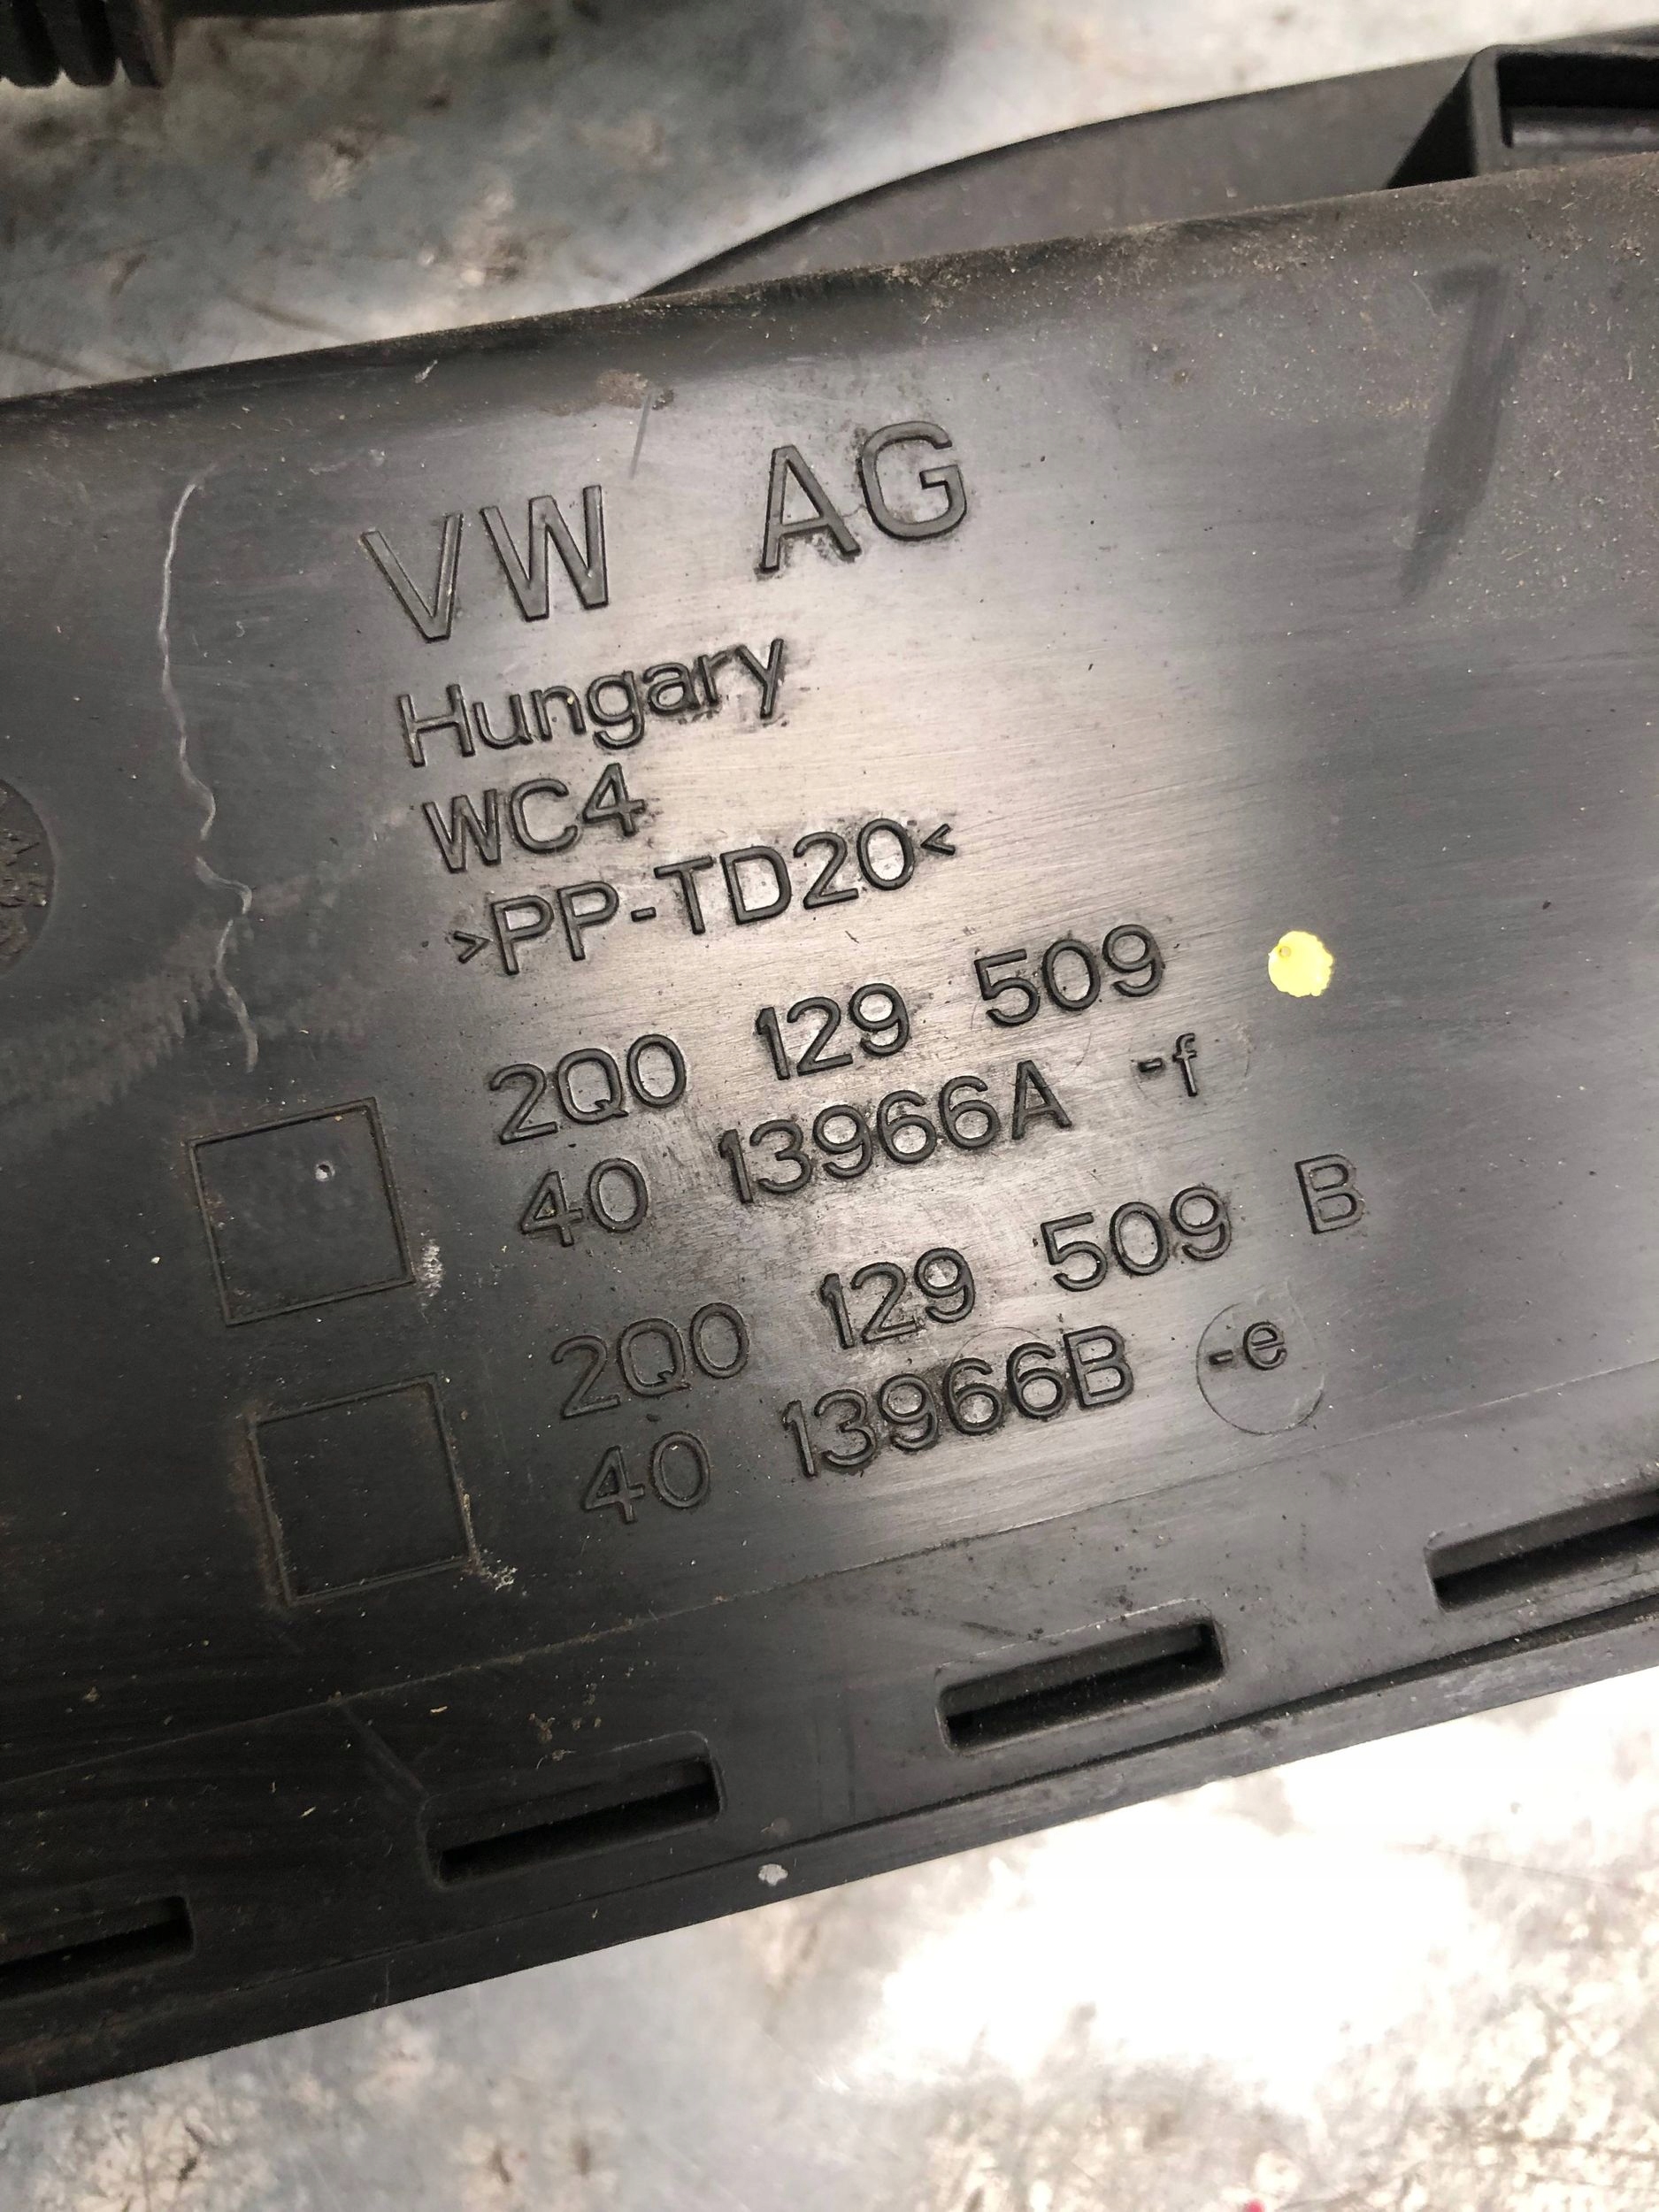 VW AG
Hungary
WC4
>PP-TD20<
2Q0 129 509
40 13966A -f
2Q0 129 509 B
40 13966B -e